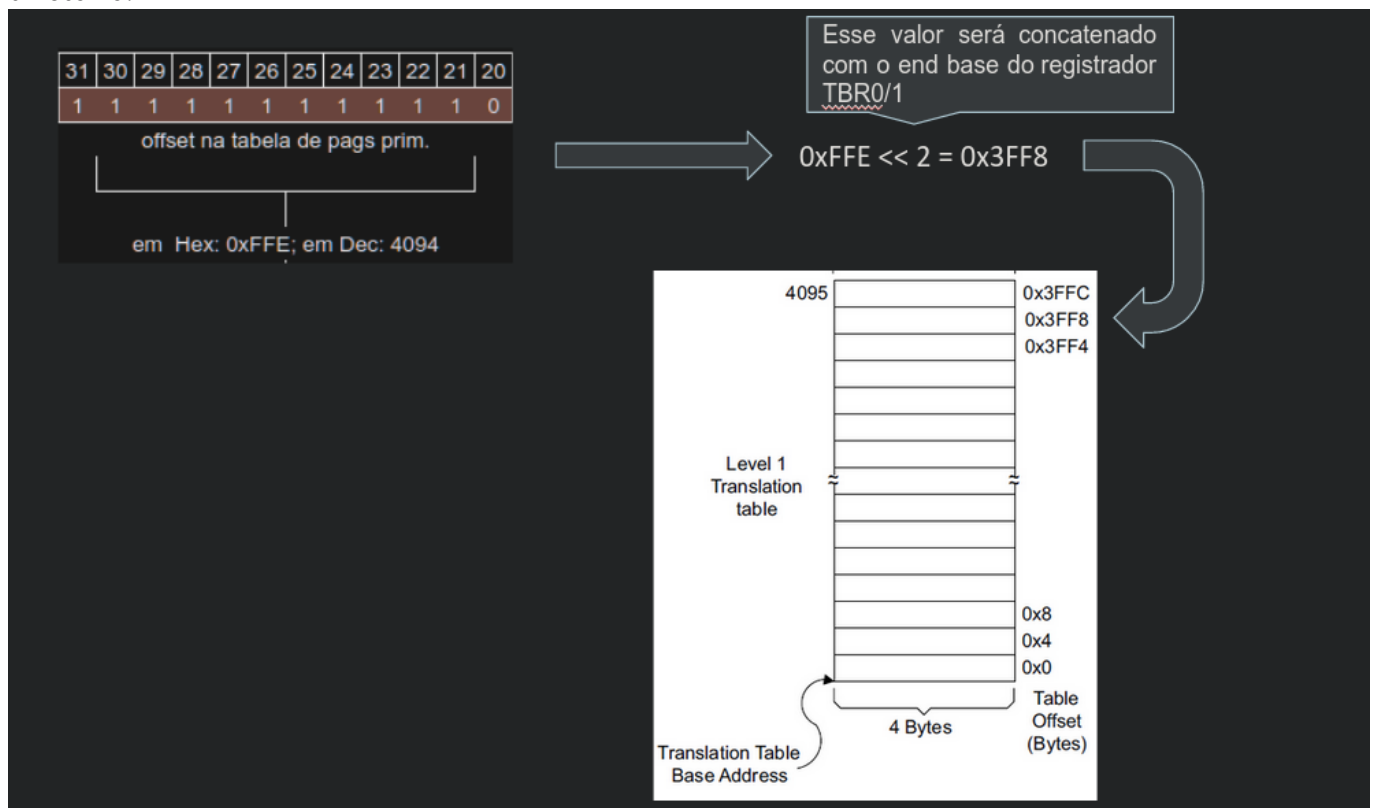 Esse valor será concatenado
com o end base do registrador
TBR0/1
31 30 29 28 27 26 25 24 23 22 21 20
1 1 1 1 1 1 1 1 1 1 1 0
offset na tabela de pags prim.
em Hex: 0xFFE; em Dec: 4094
0xFFE << 2 = 0x3FF8
4095
0x3FFC
0x3FF8
0x3FF4
Level 1
Translation
table
0x8
0x4
0x0
4 Bytes
Table
Offset
(Bytes)
Translation Table
Base Address